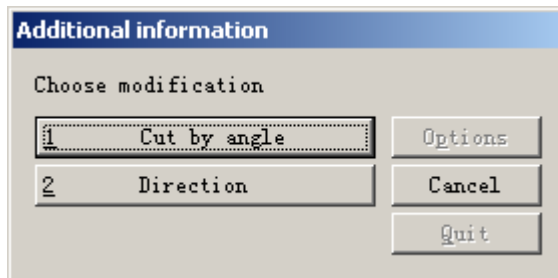 Additional information
Choose modification
1 Cut by angle
Options
2 Direction
Cancel
Quit